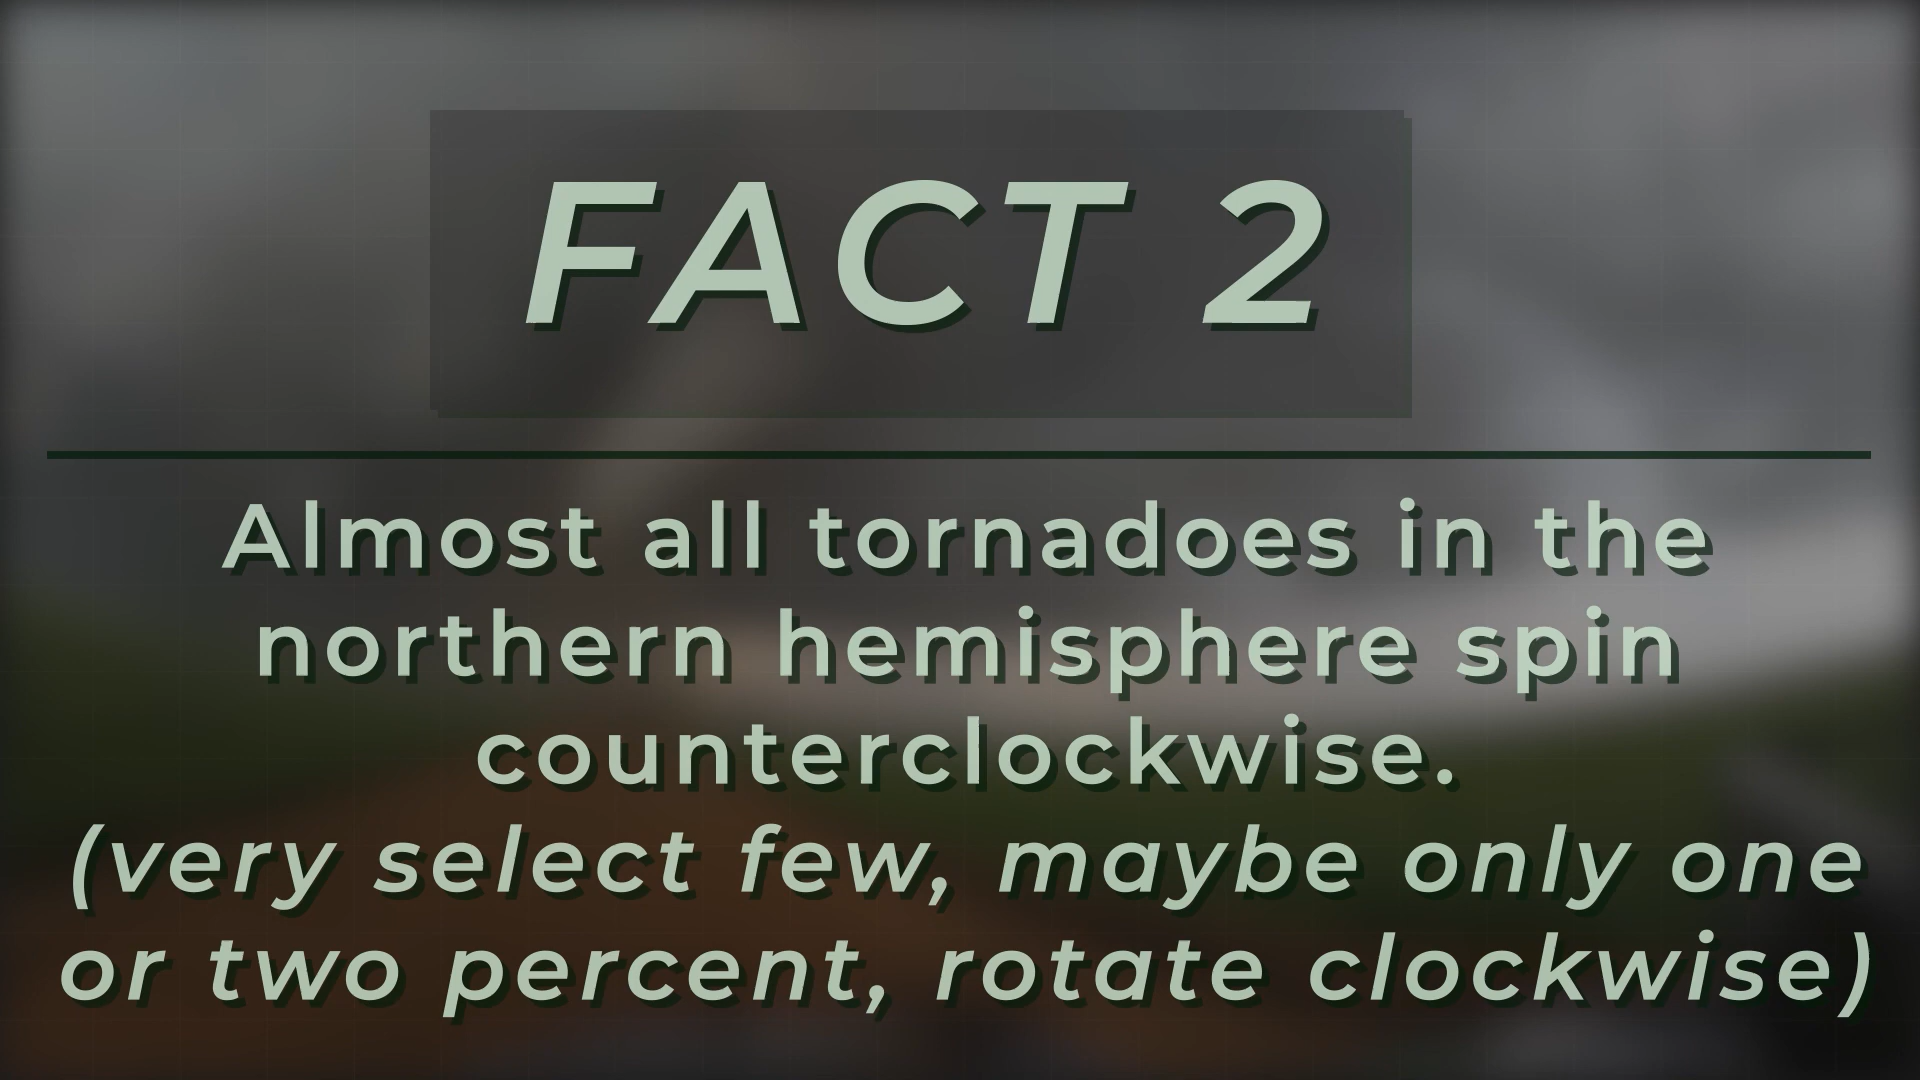 FACT 2
Almost all tornadoes in the
northern hemisphere spin
counterclockwise.
(very select few, maybe only one
or two percent, rotate clockwise)